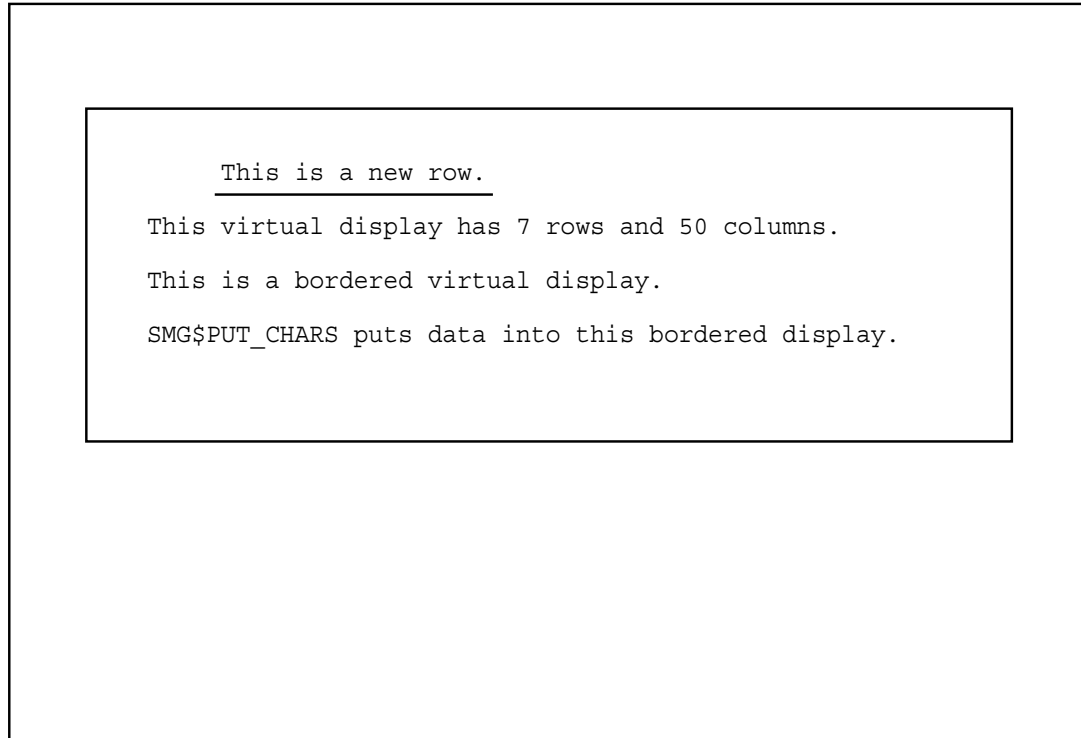 This is a new row.
This virtual display has 7 rows and 50 columns.
This is a bordered virtual display.
SMG$PUT_CHARS puts data into this bordered display.